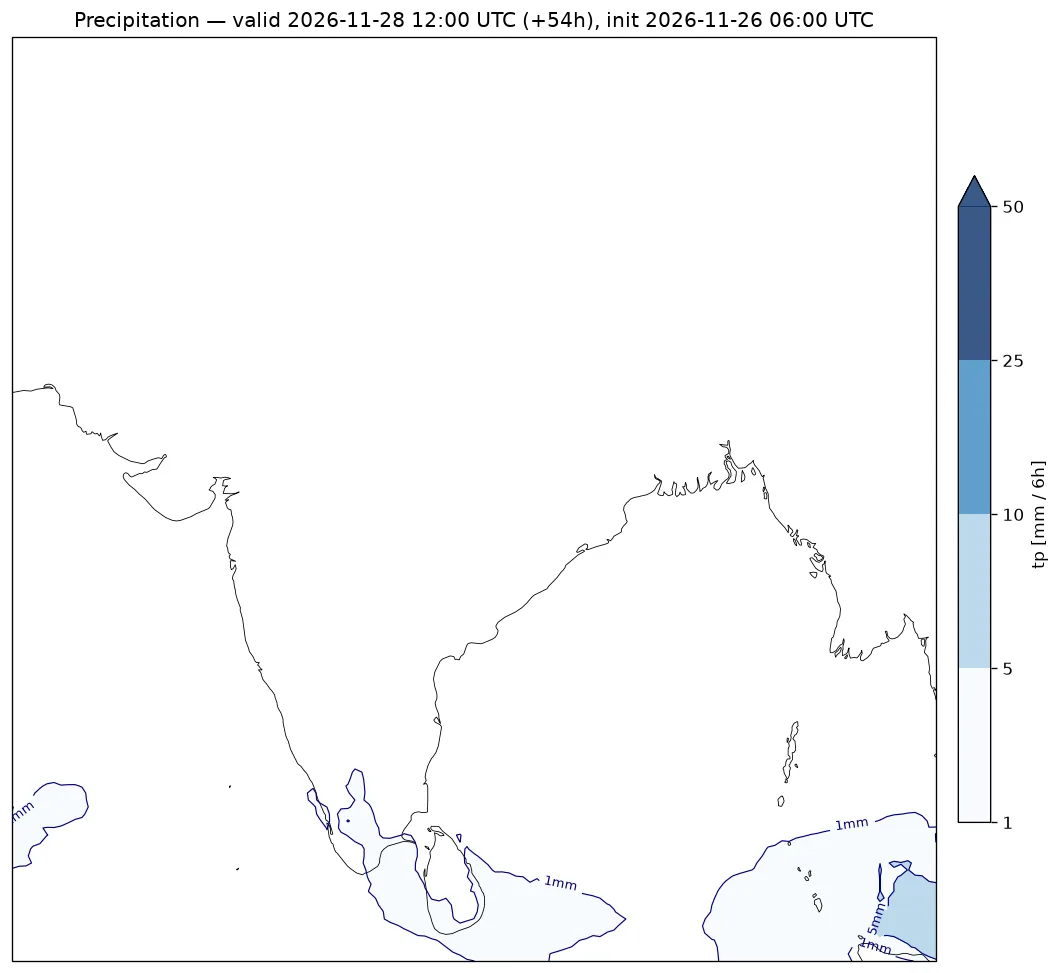 Precipitation — valid 2026-11-28 12:00 UTC (+54h), init 2026-11-26 06:00 UTC
50
25
10
5
1
tp [mm / 6h]
mm
1mm
1mm
5mm
1mm